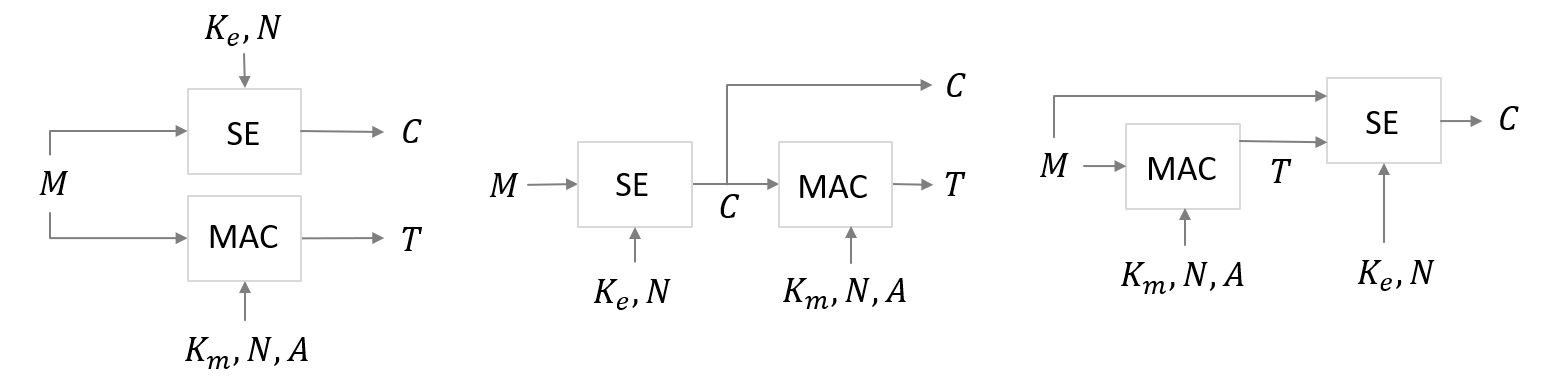 K_e, N
SE
C
M
MAC
T
K_m, N, A
C
M
SE
C
MAC
T
K_e, N
K_m, N, A
SE
C
M
MAC
T
K_m, N, A
K_e, N